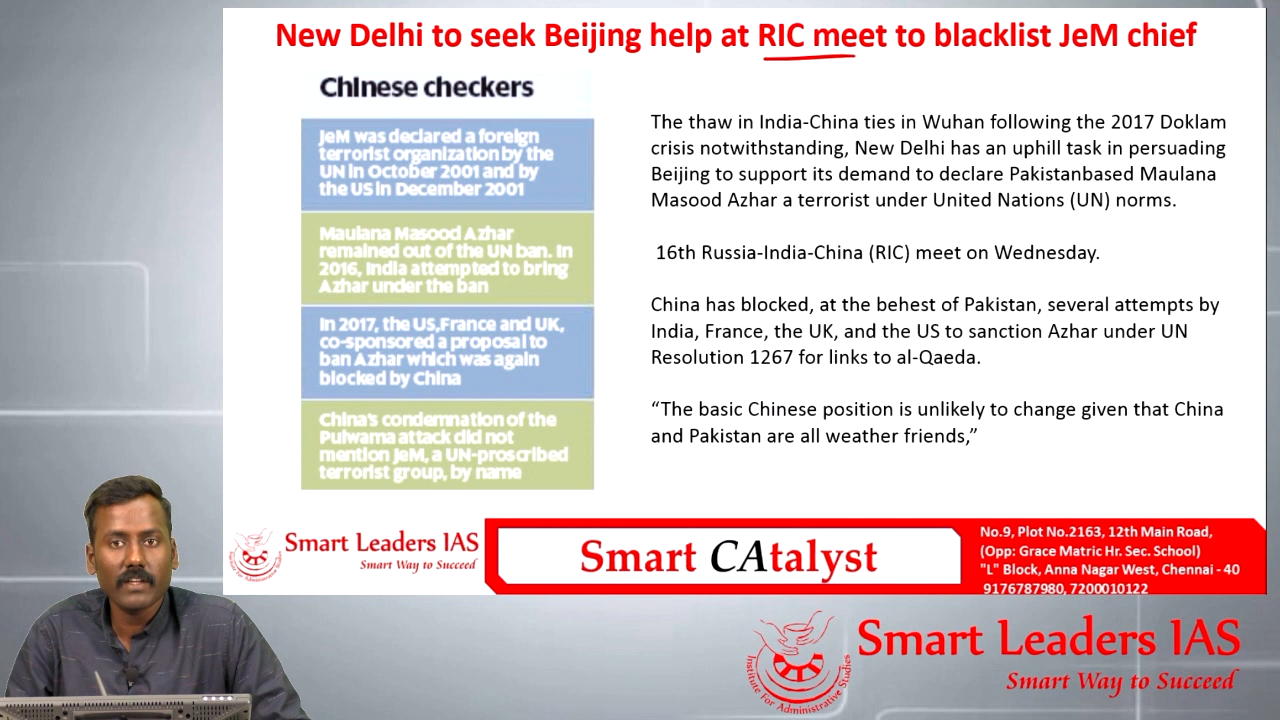 New Delhi to seek Beijing help at RIC meet to blacklist JeM chief
Chinese checkers
JeM was declared a foreign
terrorist organization by the
UN in October 2001 and by
the US in December 2001
Maulana Masood Azhar
remained out of the UN ban. In
2016, India attempted to bring
Azhar under the ban
In 2017, the US,France and UK,
co-sponsored a proposal to
ban Azhar which was again
blocked by China
China's condemnation of the
Pulwama attack did not
mention JeM, a UN-proscribed
terrorist group, by name
The thaw in India-China ties in Wuhan following the 2017 Doklam
crisis notwithstanding, New Delhi has an uphill task in persuading
Beijing to support its demand to declare Pakistanbased Maulana
Masood Azhar a terrorist under United Nations (UN) norms.
16th Russia-India-China (RIC) meet on Wednesday.
China has blocked, at the behest of Pakistan, several attempts by
India, France, the UK, and the US to sanction Azhar under UN
Resolution 1267 for links to al-Qaeda.
“The basic Chinese position is unlikely to change given that China
and Pakistan are all weather friends,”
Smart Leaders IAS
Smart Way to Succeed
Smart CAtalyst
No.9, Plot No.2163, 12th Main Road,
(Opp: Grace Matric Hr. Sec. School)
"L" Block, Anna Nagar West, Chennai - 40
9176787980, 7200010122
Institute For Administrative Studies
Smart Leaders IAS
Smart Way to Succeed